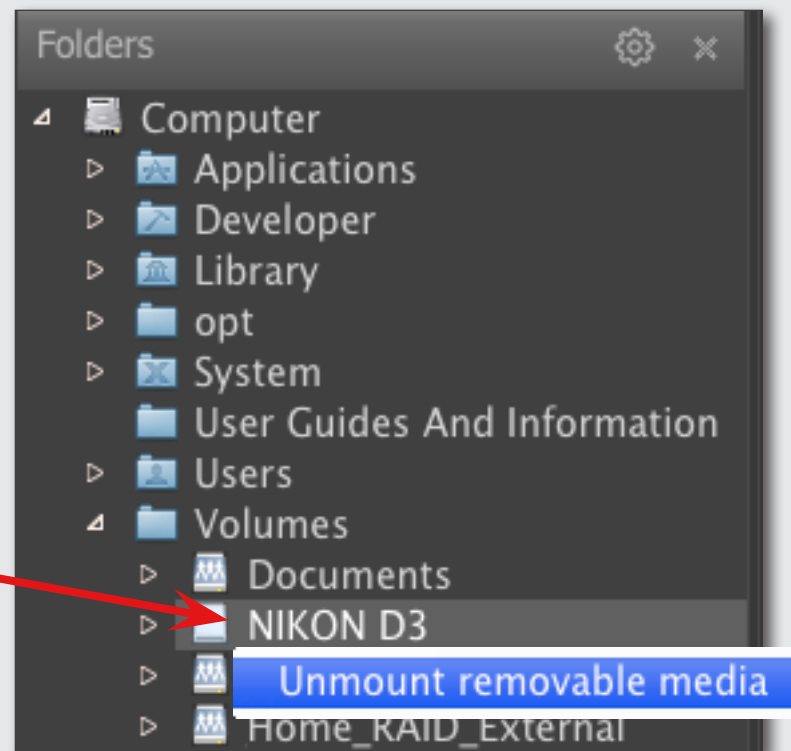 Folders
Computer
Applications
Developer
Library
opt
System
User Guides And Information
Users
Volumes
Documents
NIKON D3
Unmount removable media
Home_RAID_External